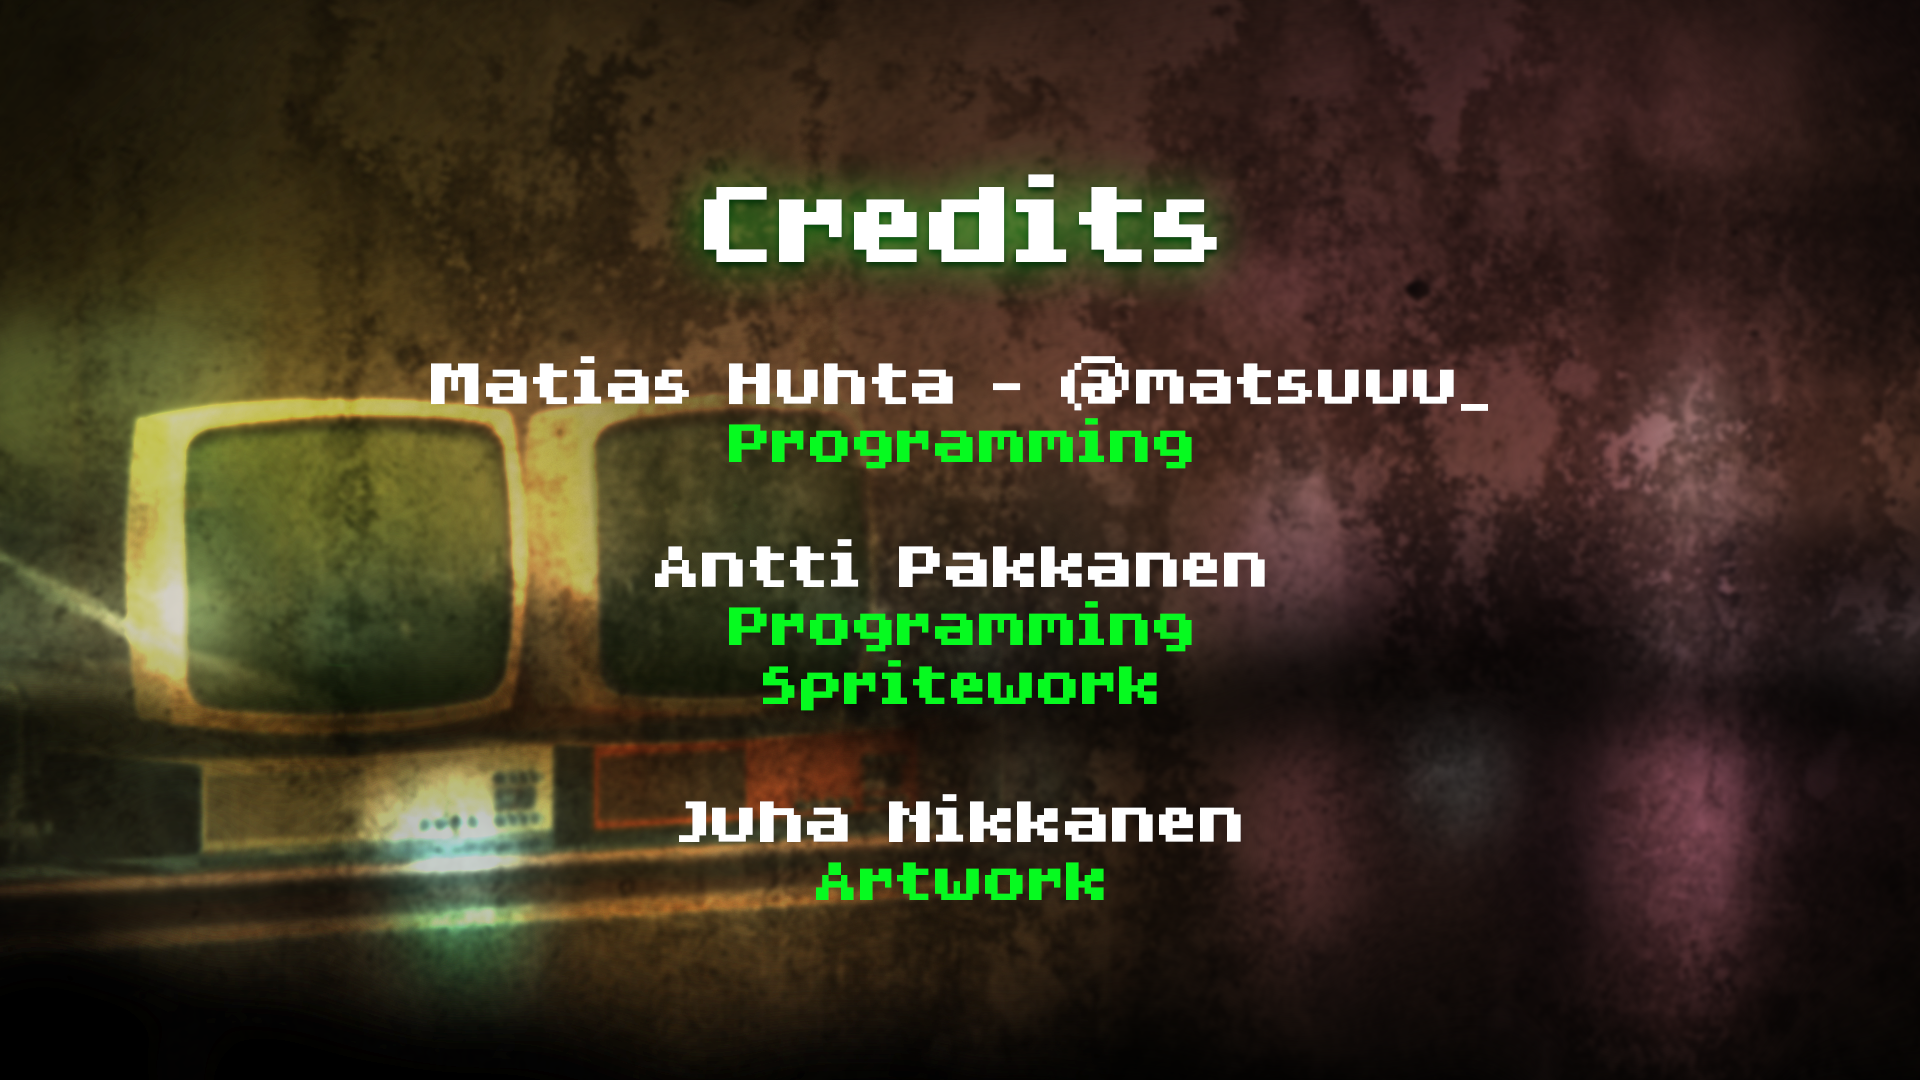 Credits
Matias Huhta - @matsuuu_
Programming
Antti Pakkanen
Programming
Spritework
Juha Nikkanen
Artwork